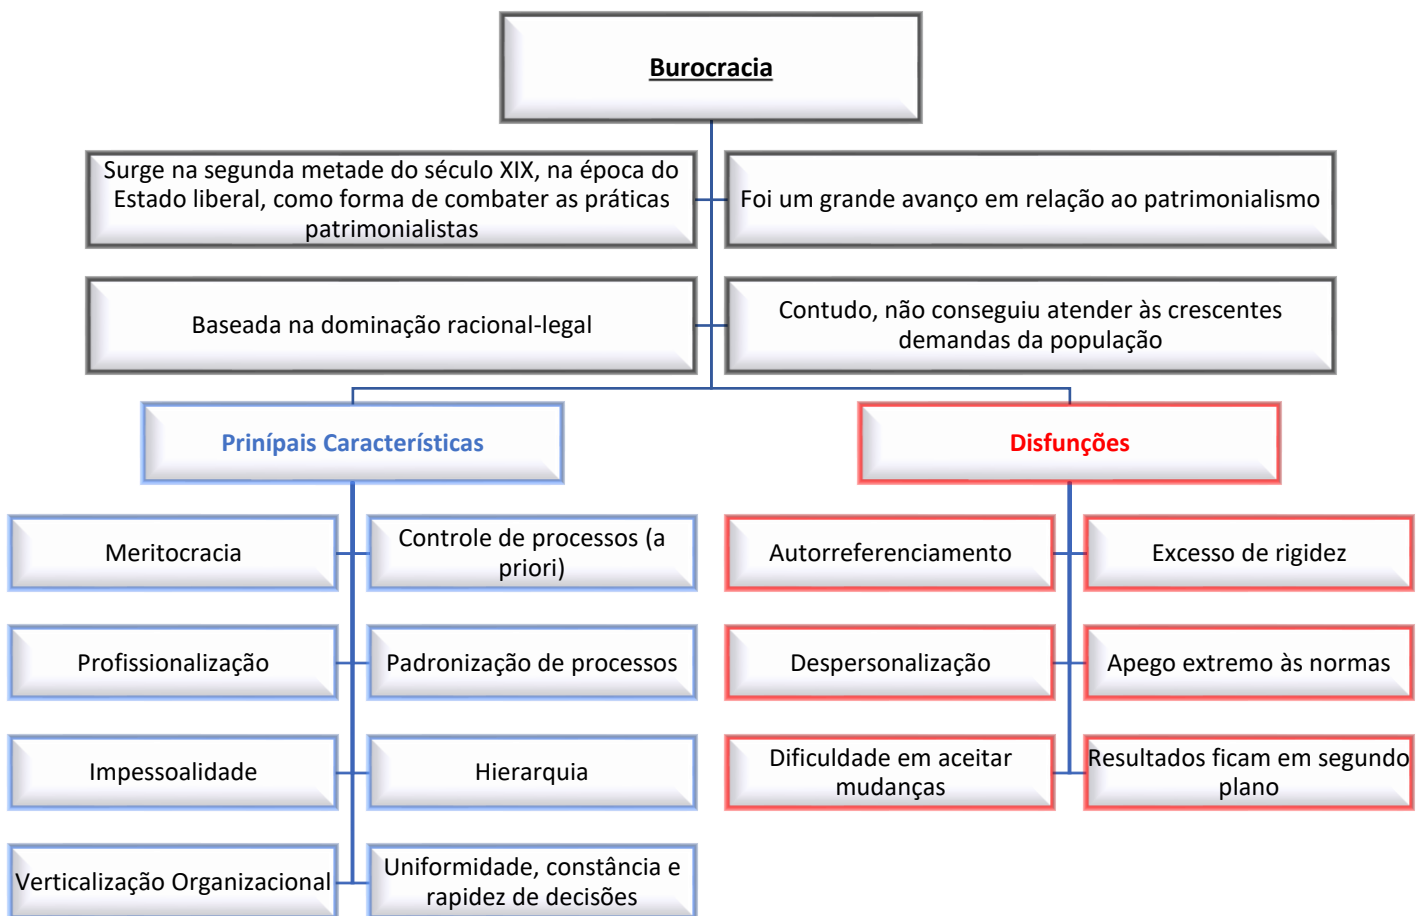 Burocracia
Surge na segunda metade do século XIX, na época do
Estado liberal, como forma de combater as práticas
patrimonialistas
Foi um grande avanço em relação ao patrimonialismo
Baseada na dominação racional-legal
Contudo, não conseguiu atender às crescentes
demandas da população
Prinípais Características
Meritocracia
Controle de processos (a
priori)
Profissionalização
Padronização de processos
Impessoalidade
Hierarquia
Verticalização Organizacional
Uniformidade, constância e
rapidez de decisões
Disfunções
Autorreferenciamento
Excesso de rigidez
Despersonalização
Apego extremo às normas
Dificuldade em aceitar
mudanças
Resultados ficam em segundo
plano